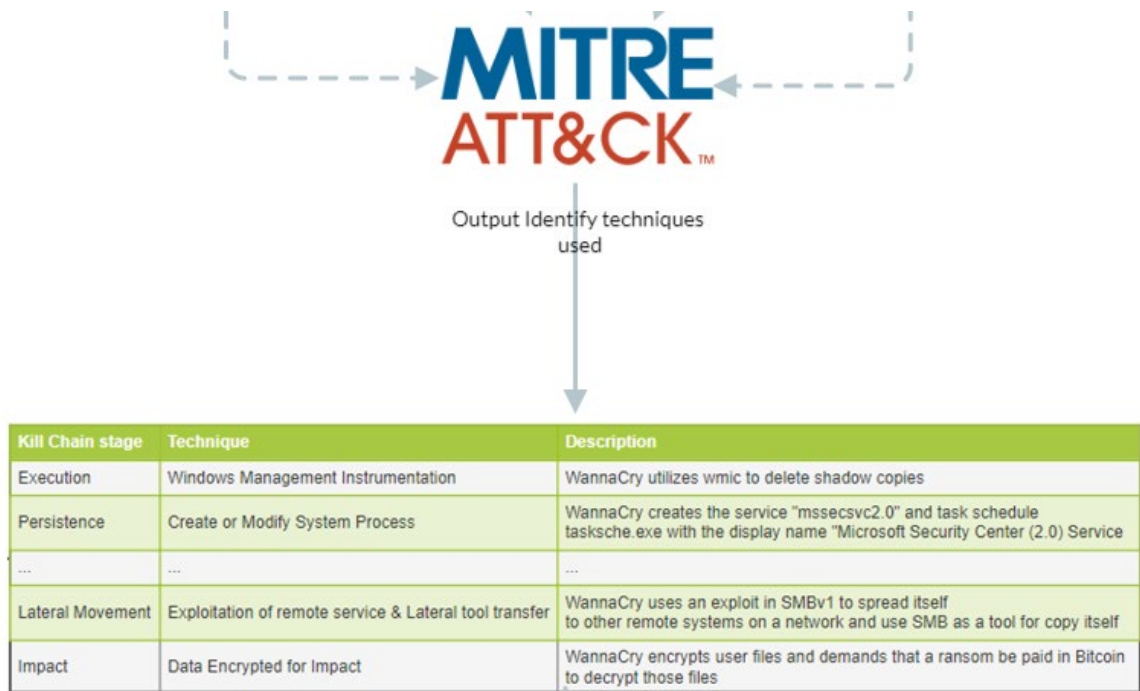 MITRE
ATT&CK™
Output Identify techniques
used
Kill Chain stage Technique Description
Execution Windows Management Instrumentation WannaCry utilizes wmic to delete shadow copies
Persistence Create or Modify System Process WannaCry creates the service "mssecsvc2.0" and task schedule
tasksche.exe with the display name "Microsoft Security Center (2.0) Service
... ... ...
Lateral Movement Exploitation of remote service & Lateral tool transfer WannaCry uses an exploit in SMBv1 to spread itself
to other remote systems on a network and use SMB as a tool for copy itself
Impact Data Encrypted for Impact WannaCry encrypts user files and demands that a ransom be paid in Bitcoin
to decrypt those files